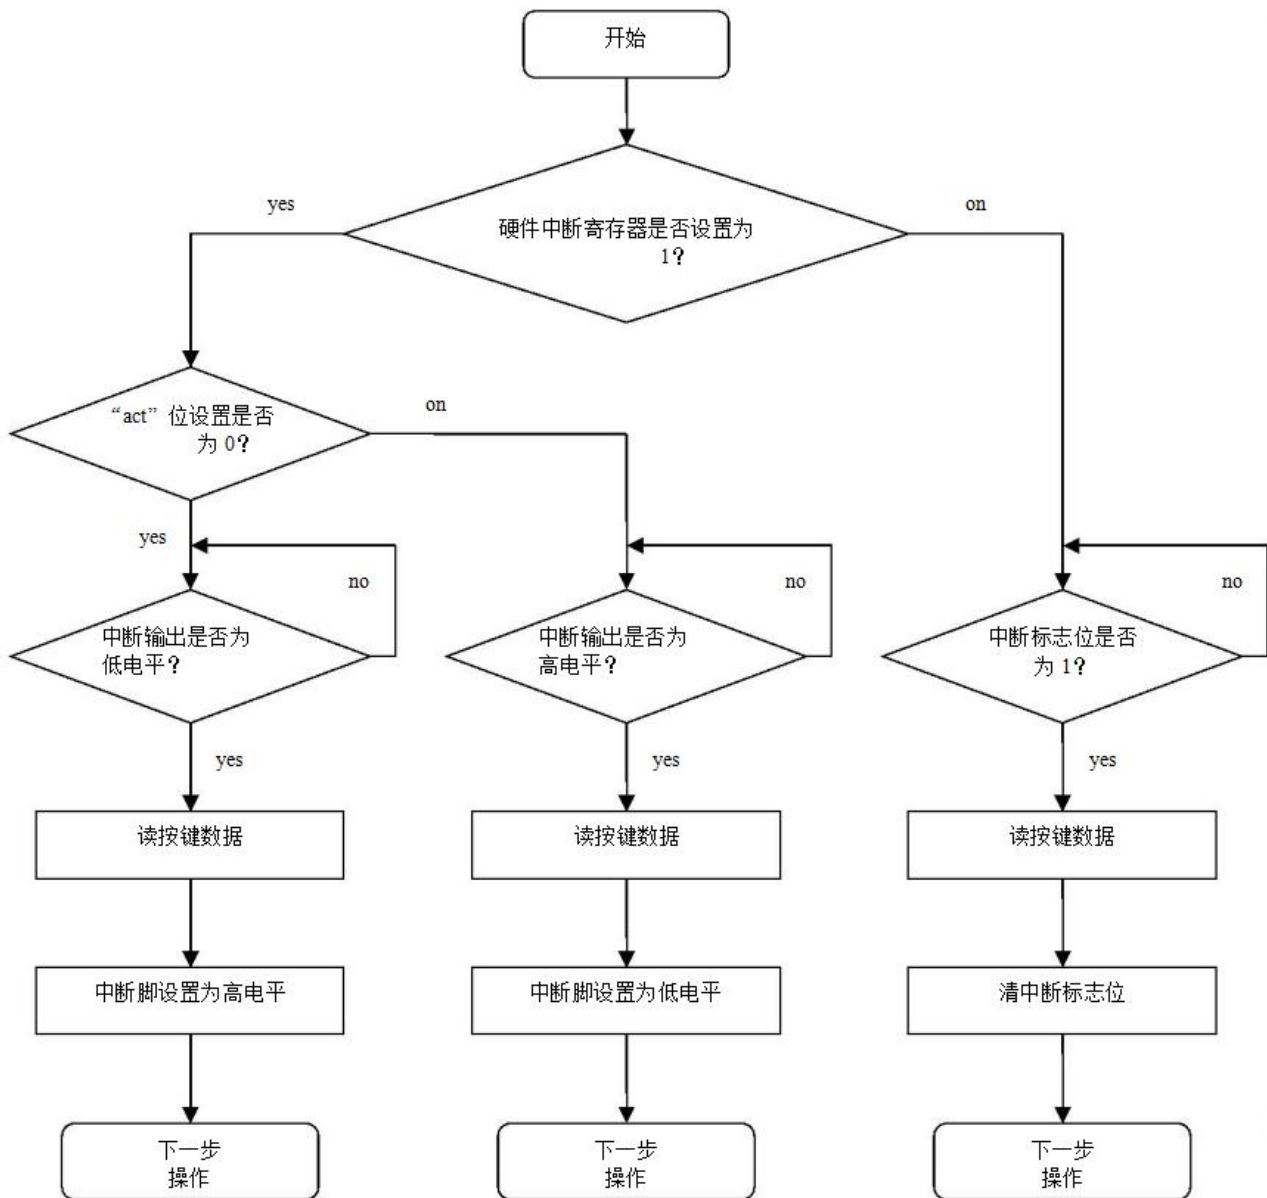 开始
yes
on
硬件中断寄存器是否设置为
1?
on
“act”位设置是否
为 0?
yes
no
no
no
中断输出是否为
低电平?
中断输出是否为
高电平?
中断标志位是否
为 1?
yes
yes
yes
读按键数据
读按键数据
读按键数据
中断脚设置为高电平
中断脚设置为低电平
清中断标志位
下一步
操作
下一步
操作
下一步
操作